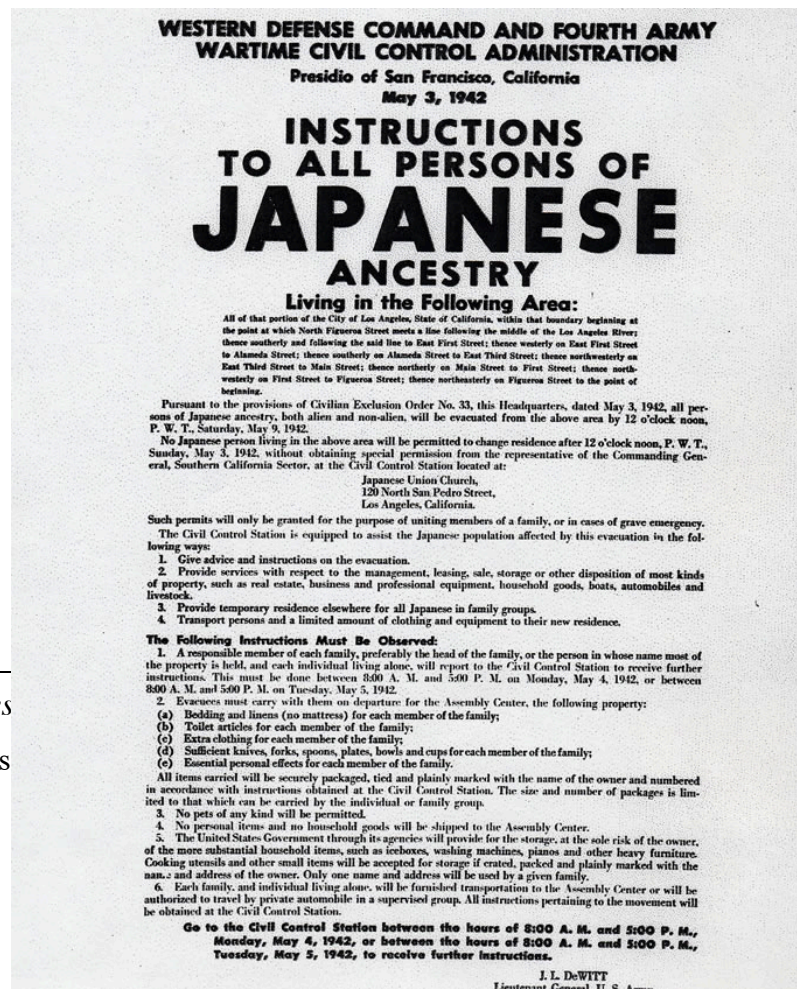 WESTERN DEFENSE COMMAND AND FOURTH ARMY
WARTIME CIVIL CONTROL ADMINISTRATION
Presidio of San Francisco, California
May 3, 1942
INSTRUCTIONS
TO ALL PERSONS OF
JAPANESE
ANCESTRY
Living in the Following Area:
All of that portion of the City of Los Angeles, State of California, within that boundary beginning at
the point at which North Figueroa Street meets a line following the middle of the Los Angeles River;
thence southerly and following the said line to East First Street; thence westerly on East First Street
to Alameda Street; thence southerly on Alameda Street to East Third Street; thence northwesterly on
East Third Street to Main Street; thence northerly on Main Street to First Street; thence north-
westerly on First Street to Figueroa Street; thence northeasterly on Figueroa Street to the point of
beginning.
Pursuant to the provisions of Civilian Exclusion Order No. 33, this Headquarters, dated May 3, 1942, all per-
sons of Japanese ancestry, both alien and non-alien, will be evacuated from the above area by 12 o'clock noon,
P. W. T., Saturday, May 9, 1942.
No Japanese person living in the above area will be permitted to change residence after 12 o'clock noon, P. W. T.,
Sunday, May 3, 1942, without obtaining special permission from the representative of the Commanding Gen-
eral, Southern California Sector, at the Civil Control Station located at:
Japanese Union Church,
120 North San Pedro Street,
Los Angeles, California.
Such permits will only be granted for the purpose of uniting members of a family, or in cases of grave emergency.
The Civil Control Station is equipped to assist the Japanese population affected by this evacuation in the fol-
lowing ways:
1. Give advice and instructions on the evacuation.
2. Provide services with respect to the management, leasing, sale, storage or other disposition of most kinds
of property, such as real estate, business and professional equipment, household goods, boats, automobiles and
livestock.
3. Provide temporary residence elsewhere for all Japanese in family groups.
4. Transport persons and a limited amount of clothing and equipment to their new residence.
The Following Instructions Must Be Observed:
1. A responsible member of each family, preferably the head of the family, or the person in whose name most of
the property is held, and each individual living alone, will report to the Civil Control Station to receive further
instructions. This must be done between 8:00 A. M. and 5:00 P. M. on Monday, May 4, 1942, or between
8:00 A. M. and 5:00 P. M. on Tuesday, May 5, 1942.
2. Evacuees must carry with them on departure for the Assembly Center, the following property:
(a) Bedding and linens (no mattress) for each member of the family;
(b) Toilet articles for each member of the family;
(c) Extra clothing for each member of the family;
(d) Sufficient knives, forks, spoons, plates, bowls and cups for each member of the family;
(e) Essential personal effects for each member of the family.
All items carried will be securely packaged, tied and plainly marked with the name of the owner and numbered
in accordance with instructions obtained at the Civil Control Station. The size and number of packages is lim-
ited to that which can be carried by the individual or family group.
3. No pets of any kind will be permitted.
4. No personal items and no household goods will be shipped to the Assembly Center.
5. The United States Government through its agencies will provide for the storage, at the sole risk of the owner,
of the more substantial household items, such as iceboxes, washing machines, pianos and other heavy furniture.
Cooking utensils and other small items will be accepted for storage if crated, packed and plainly marked with the
name and address of the owner. Only one name and address will be used by a given family.
6. Each family, and individual living alone, will be furnished transportation to the Assembly Center or will be
authorized to travel by private automobile in a supervised group. All instructions pertaining to the movement will
be obtained at the Civil Control Station.
Go to the Civil Control Station between the hours of 8:00 A. M. and 5:00 P. M.,
Monday, May 4, 1942, or between the hours of 8:00 A. M. and 5:00 P. M.,
Tuesday, May 5, 1942, to receive further instructions.
J. L. DeWITT
Lieutenant General, U. S. Army